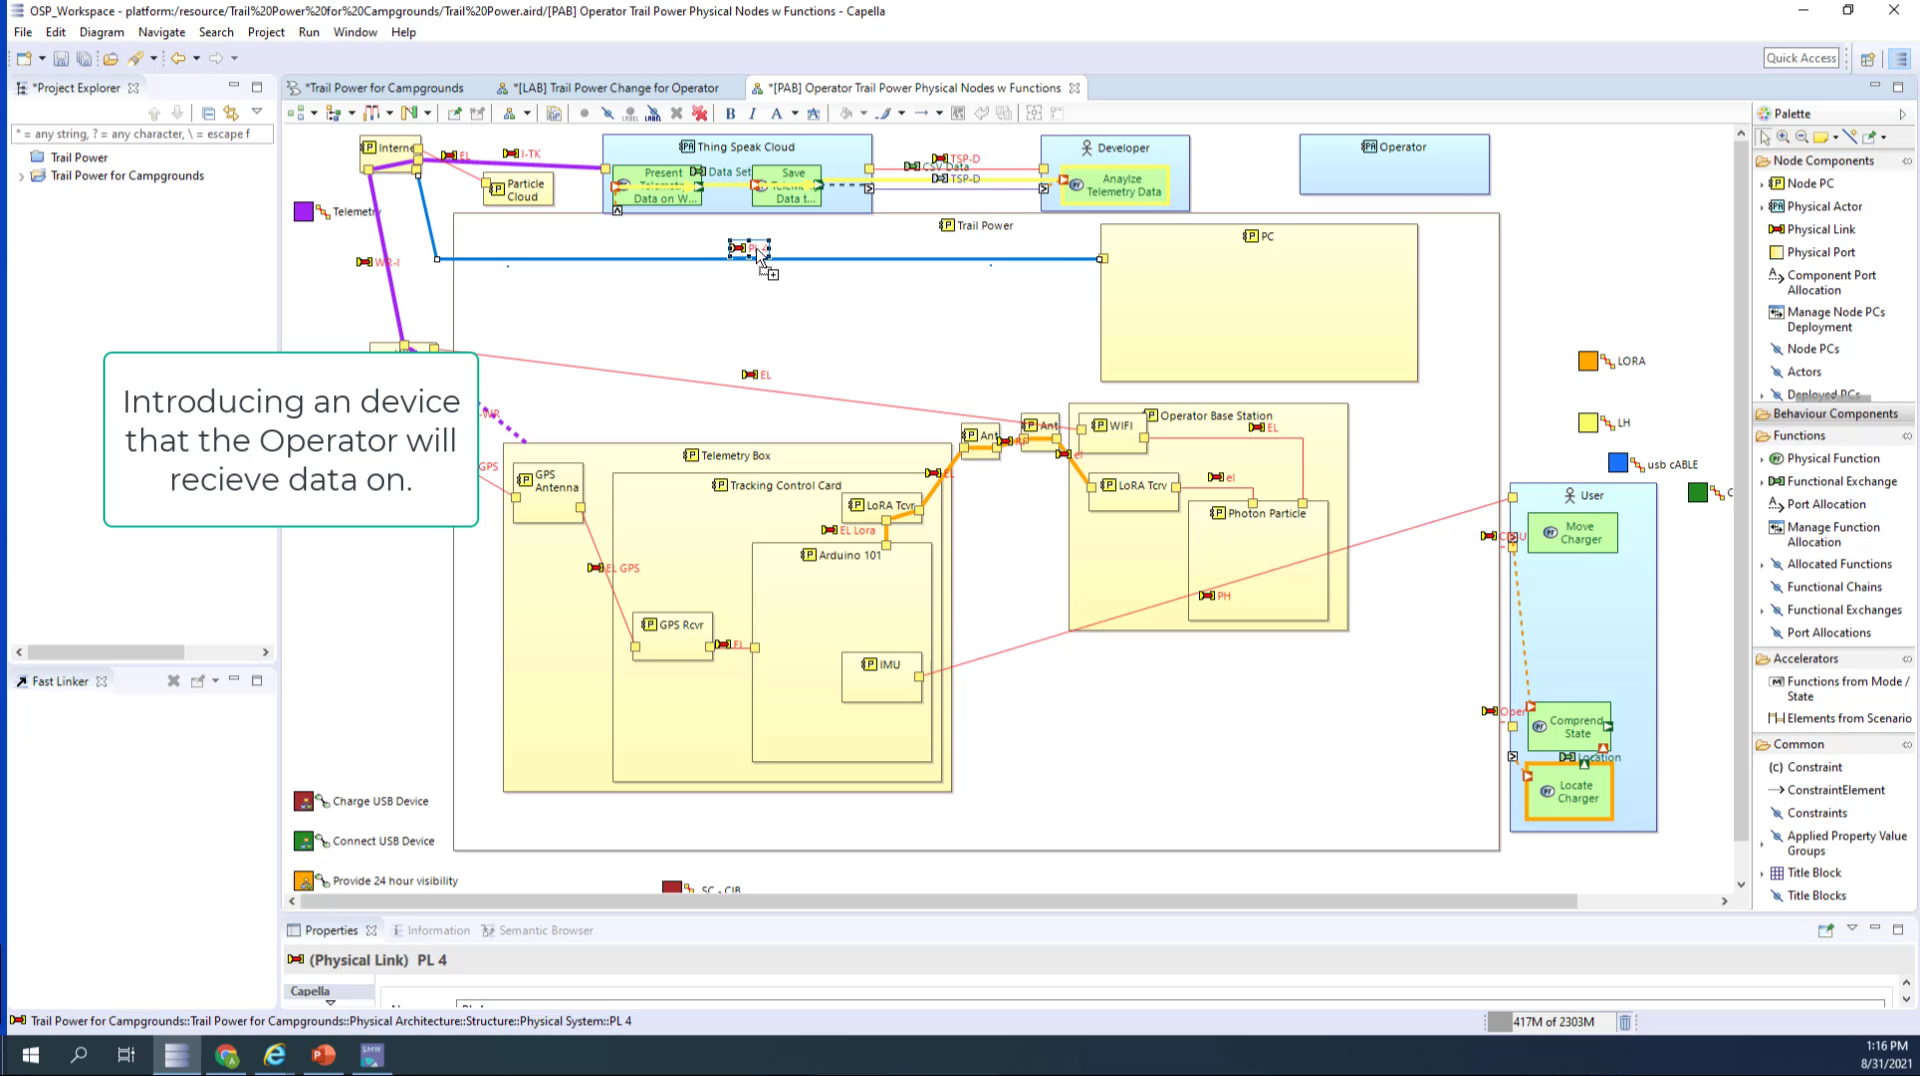 OSP_Workspace - platform:/resource/Trail%20Power%20for%20Campgrounds/Trail%20Power.aird/[PAB] Operator Trail Power Physical Nodes w Functions - Capella
File Edit Diagram Navigate Search Project Run Window Help
Quick Access
*Project Explorer
*Trail Power for Campgrounds
*[LAB] Trail Power Change for Operator
*[PAB] Operator Trail Power Physical Nodes w Functions
* = any string, ? = any character, \ = escape f
Trail Power
Trail Power for Campgrounds
Fast Linker
Interne
EL
I-TK
Particle
Cloud
Telemetry
Thing Speak Cloud
Present
Data on W...
Data Set
Save
Data t...
TSP-D
CSV Data
TSP-D
Developer
Anaylze
Telemetry Data
Operator
Trail Power
PC
WR-I
EL
Introducing an device
that the Operator will
recieve data on.
LORA
LH
usb cABLE
GPS
GPS
Antenna
Telemetry Box
Tracking Control Card
LoRA Tcvr
EL Lora
Arduino 101
EL GPS
GPS Rcvr
EL
IMU
Ant
Ant
EL
WIFI
Operator Base Station
EL
el
LoRA Tcrv
el
Photon Particle
PH
User
Move
Charger
Oper
Comprend
State
Location
Locate
Charger
Charge USB Device
Connect USB Device
Provide 24 hour visibility
SC - CIB
Palette
Node Components
Node PC
Physical Actor
Physical Link
Physical Port
Component Port
Allocation
Manage Node PCs
Deployment
Node PCs
Actors
Deployed PCs
Behaviour Components
Functions
Physical Function
Functional Exchange
Port Allocation
Manage Function
Allocation
Allocated Functions
Functional Chains
Functional Exchanges
Port Allocations
Accelerators
Functions from Mode /
State
Elements from Scenario
Common
{c} Constraint
ConstraintElement
Constraints
Applied Property Value
Groups
Title Block
Title Blocks
Properties
Information
Semantic Browser
(Physical Link) PL 4
Capella
Trail Power for Campgrounds::Trail Power for Campgrounds::Physical Architecture::Structure::Physical System::PL 4
417M of 2303M
SMW
1:16 PM
8/31/2021